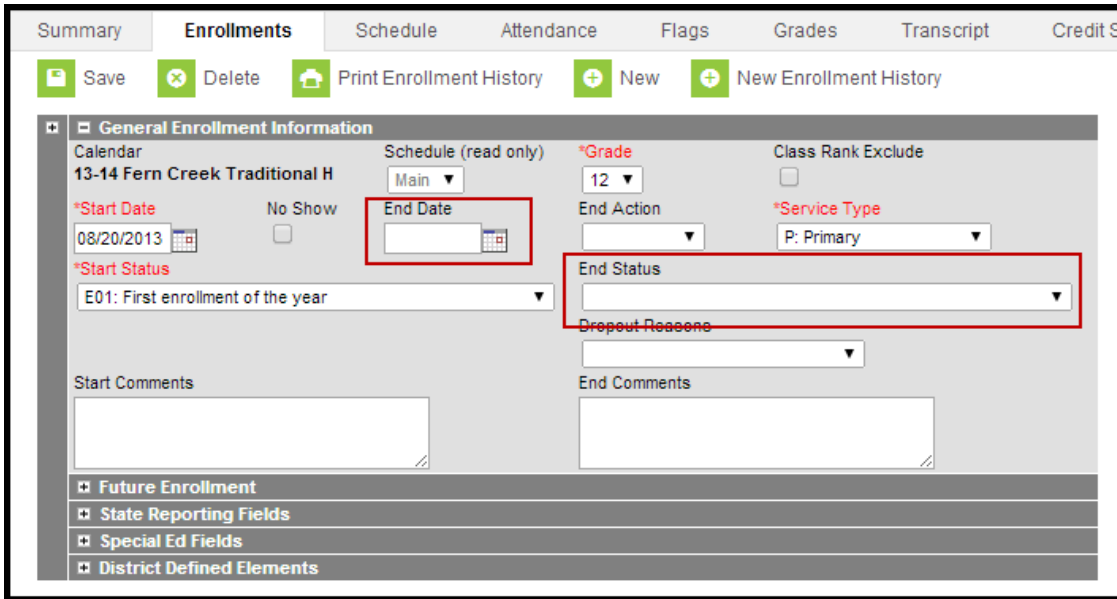 Summary Enrollments Schedule Attendance Flags Grades Transcript Credit S
Save Delete Print Enrollment History New New Enrollment History
General Enrollment Information
Calendar Schedule (read only) *Grade Class Rank Exclude
13-14 Fern Creek Traditional H Main 12
*Start Date No Show End Date End Action *Service Type
08/20/2013 P: Primary
*Start Status End Status
E01: First enrollment of the year
Dropout Reasons
Start Comments End Comments
Future Enrollment
State Reporting Fields
Special Ed Fields
District Defined Elements